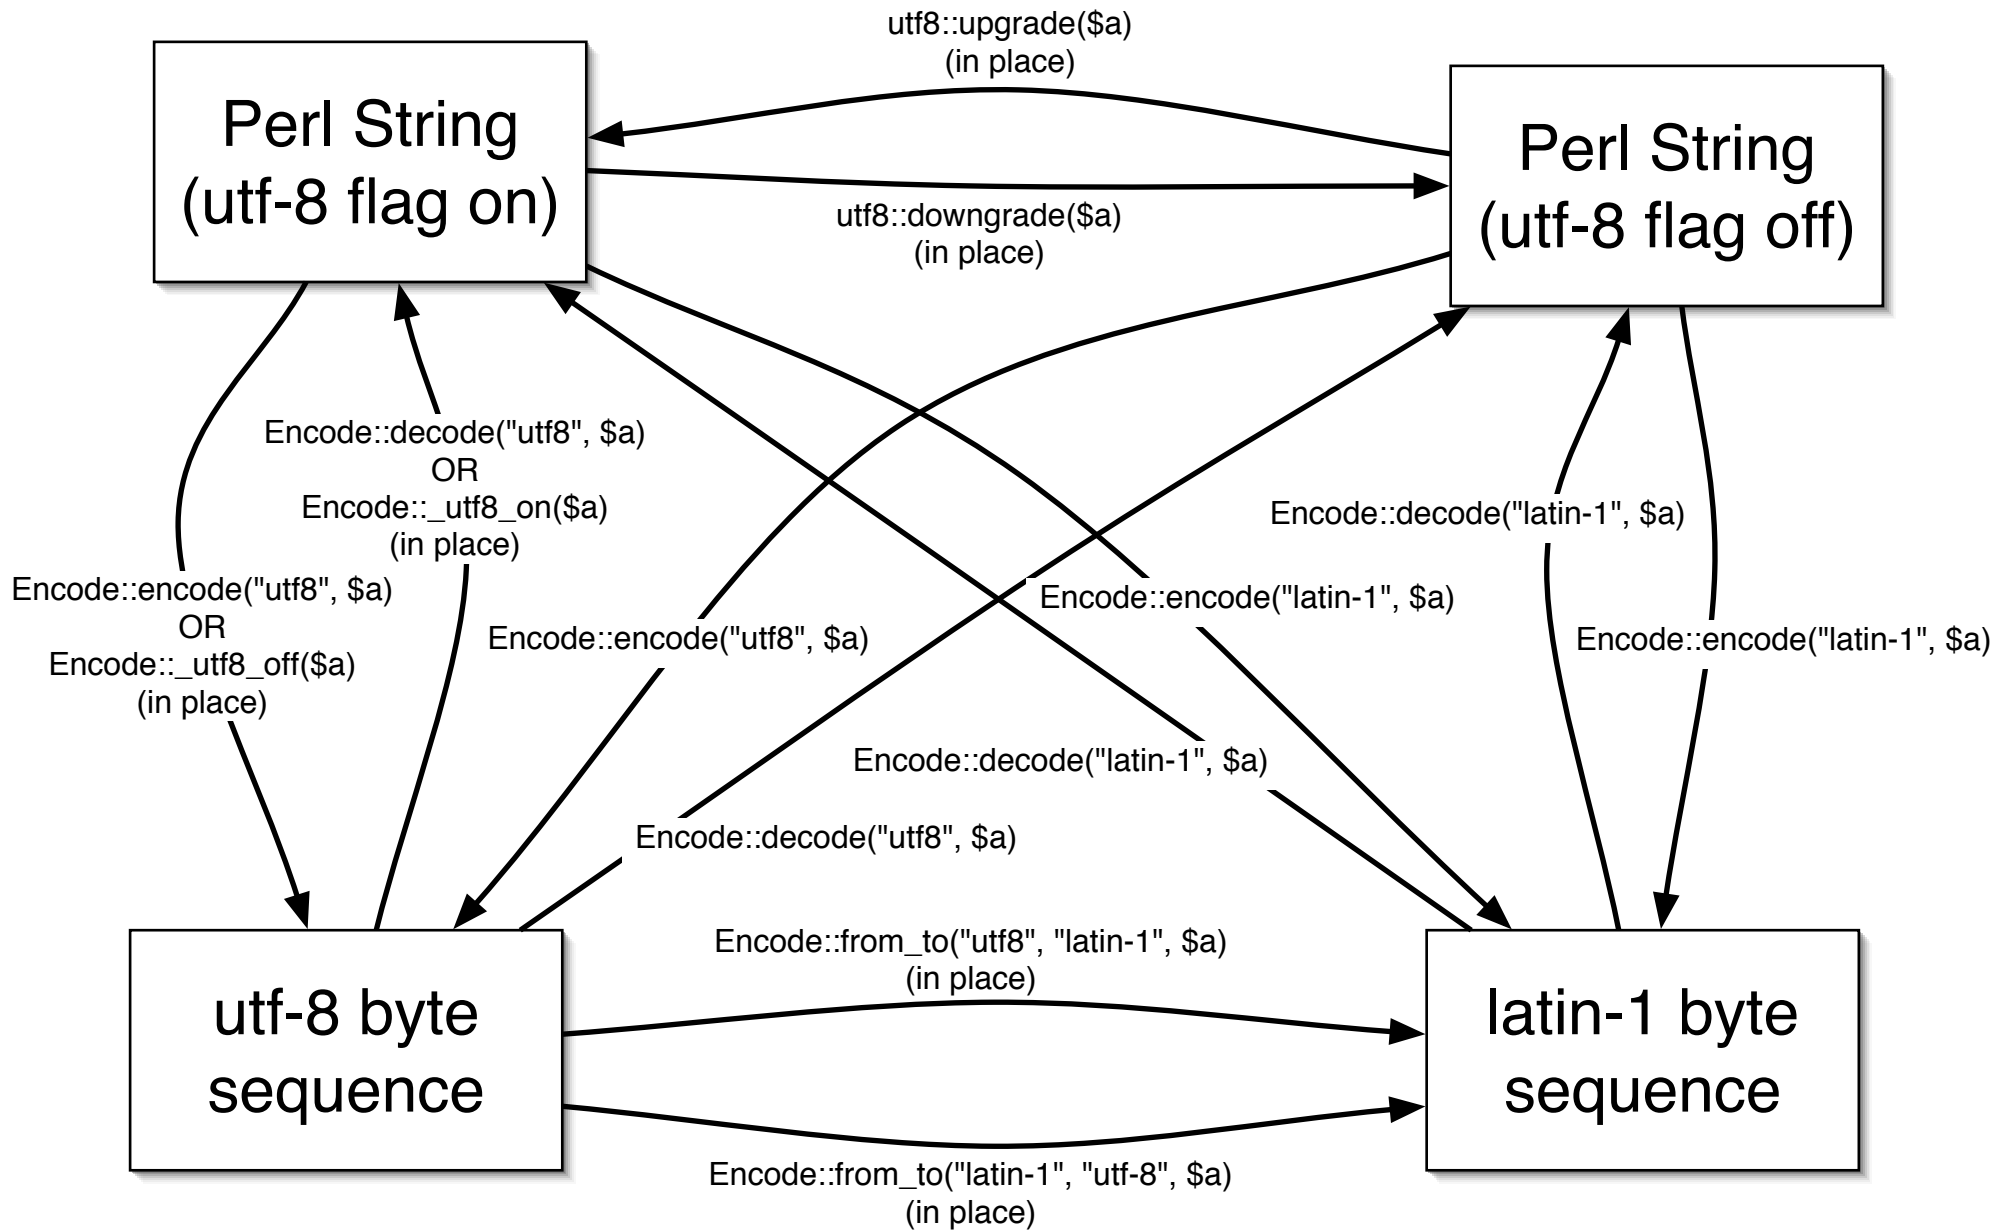 utf8::upgrade($a)
(in place)
Perl String
(utf-8 flag on)
Perl String
(utf-8 flag off)
utf8::downgrade($a)
(in place)
Encode::decode("utf8", $a)
OR
Encode::_utf8_on($a)
(in place)
Encode::decode("latin-1", $a)
Encode::encode("utf8", $a)
OR
Encode::_utf8_off($a)
(in place)
Encode::encode("utf8", $a)
Encode::encode("latin-1", $a)
Encode::encode("latin-1", $a)
Encode::decode("latin-1", $a)
Encode::decode("utf8", $a)
Encode::from_to("utf8", "latin-1", $a)
(in place)
utf-8 byte
sequence
latin-1 byte
sequence
Encode::from_to("latin-1", "utf-8", $a)
(in place)